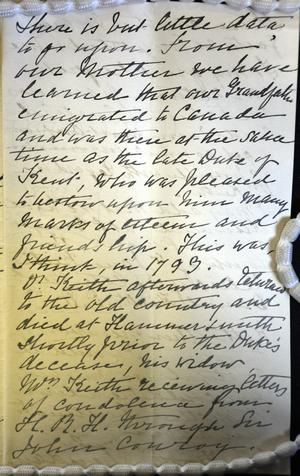 There is but little data
to go upon. From
our Mother we have
learned that our Grandfather
emigrated to Canada
and was there at the same
time as the late Duke of
Kent, who was pleased
to bestow upon him many
marks of esteem and
friendship. This was
I think, in 1793.
Dr. Keith afterwards returned
to the old country and
died at Hammersmith
shortly prior to the Duke's
decease, his widow
Mrs Keith receiving letters
of condolence from
H. R. H. through Sir
John Conroy